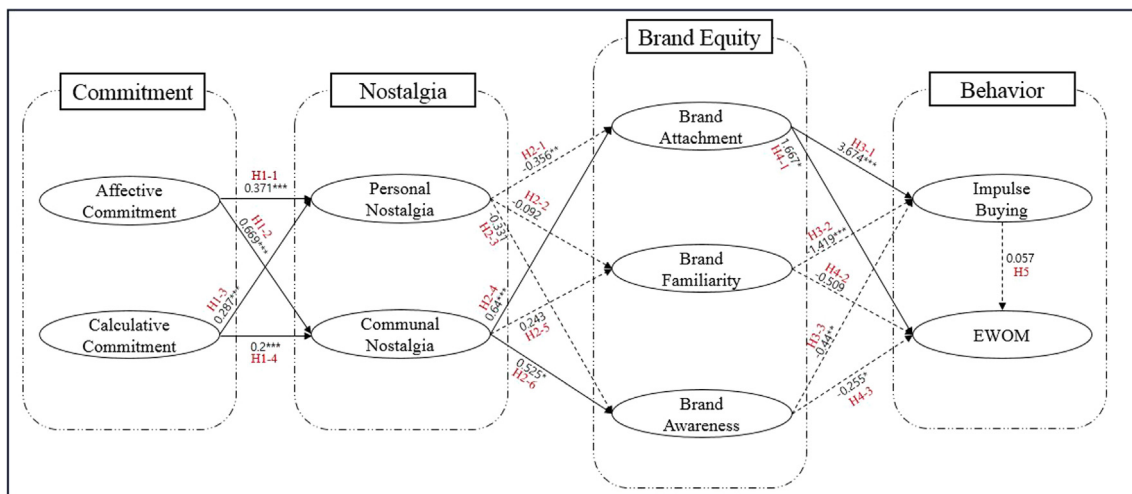 Brand Equity
Commitment
Nostalgia
Behavior
Affective
Commitment
Calculative
Commitment
H1-1
0.371***
H1-2
0.669***
H1-3
0.287***
0.2***
H1-4
Personal
Nostalgia
Communal
Nostalgia
H2-1
-0.356**
H2-2
-0.092
-0.331
H2-3
H2-4
0.64***
0.243
H2-5
0.525*
H2-6
Brand
Attachment
Brand
Familiarity
Brand
Awareness
H3-1
3.674***
1.667*
H4-1
H3-2
-1.419***
H4-2
-0.509
H3-3
-0.44**
-0.255*
H4-3
Impulse
Buying
0.057
H5
EWOM